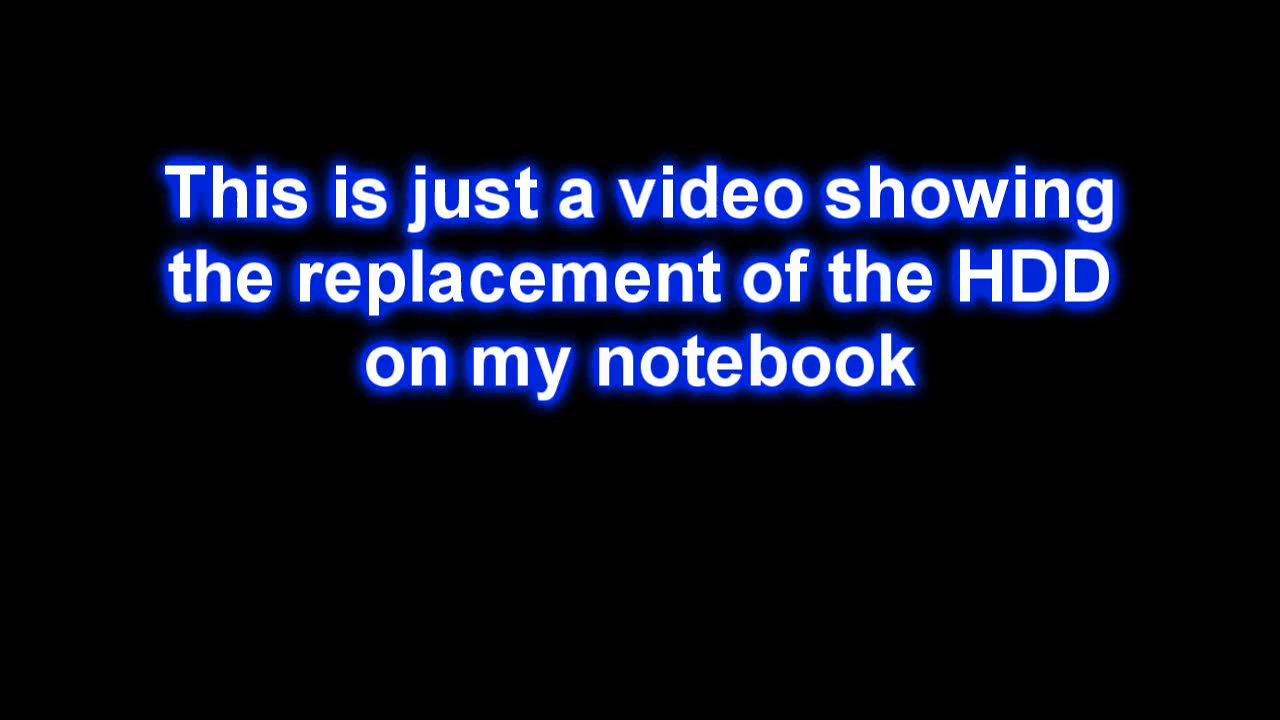 This is just a video showing
the replacement of the HDD
on my notebook